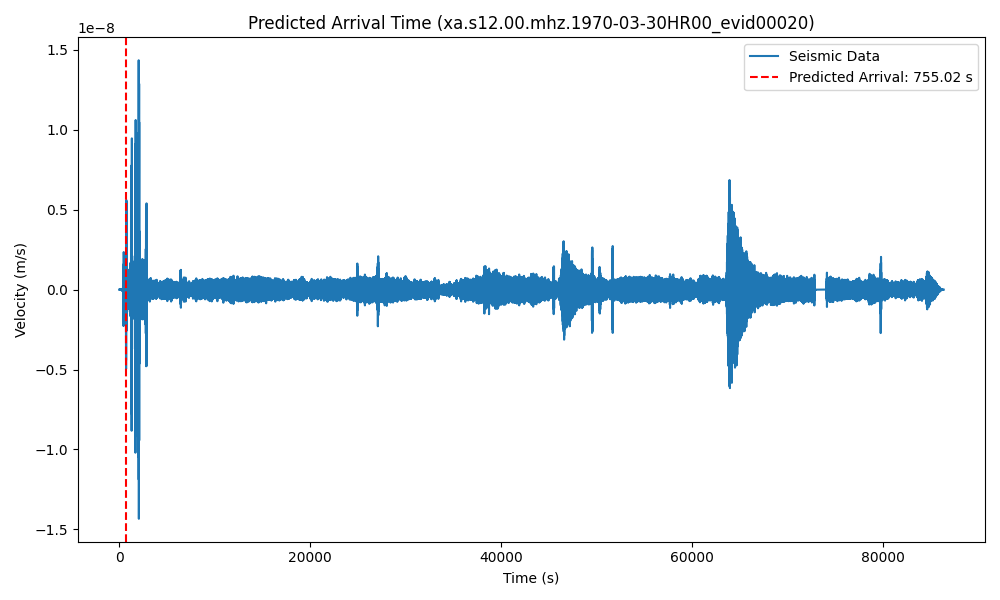 Predicted Arrival Time (xa.s12.00.mhz.1970-03-30HR00_evid00020)
1e−8
Seismic Data
Predicted Arrival: 755.02 s
1.5
1.0
0.5
0.0
−0.5
−1.0
−1.5
Velocity (m/s)
0 20000 40000 60000 80000
Time (s)